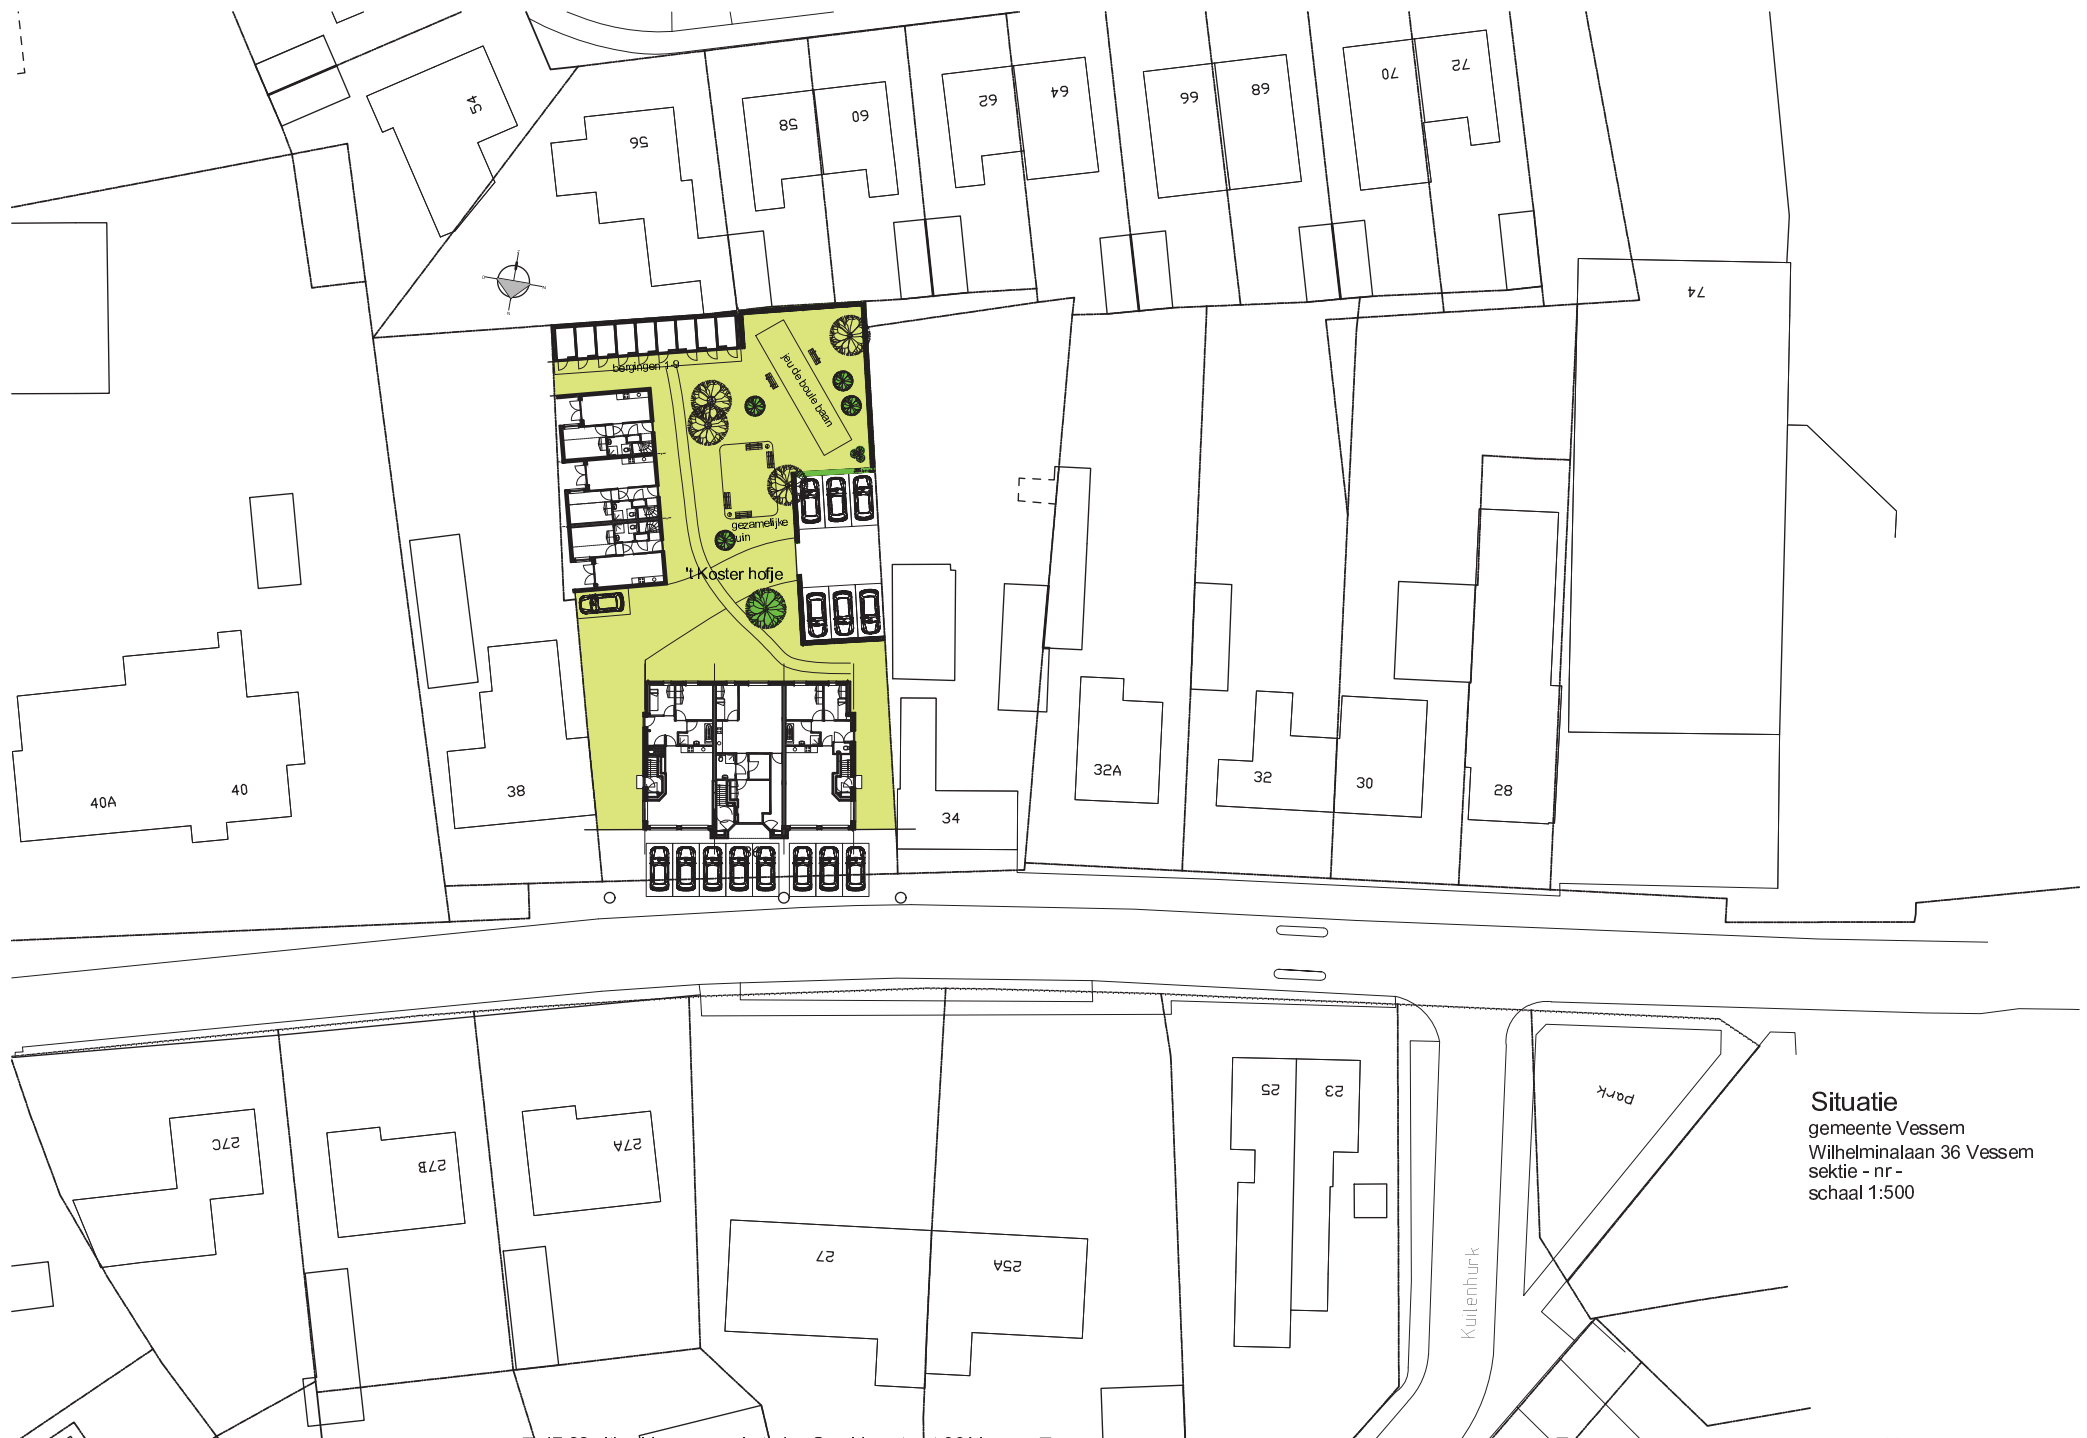 54
56
58
60
62
64
66
68
70
72
74
bergingen 1-9
jeu de boule baan
gezamelijke
tuin
't Koster hofje
40A
40
38
34
32A
32
30
28
27C
27B
27A
27
25A
25
23
park
Kuilenhurk
Situatie
gemeente Vessem
Wilhelminalaan 36 Vessem
sektie - nr -
schaal 1:500